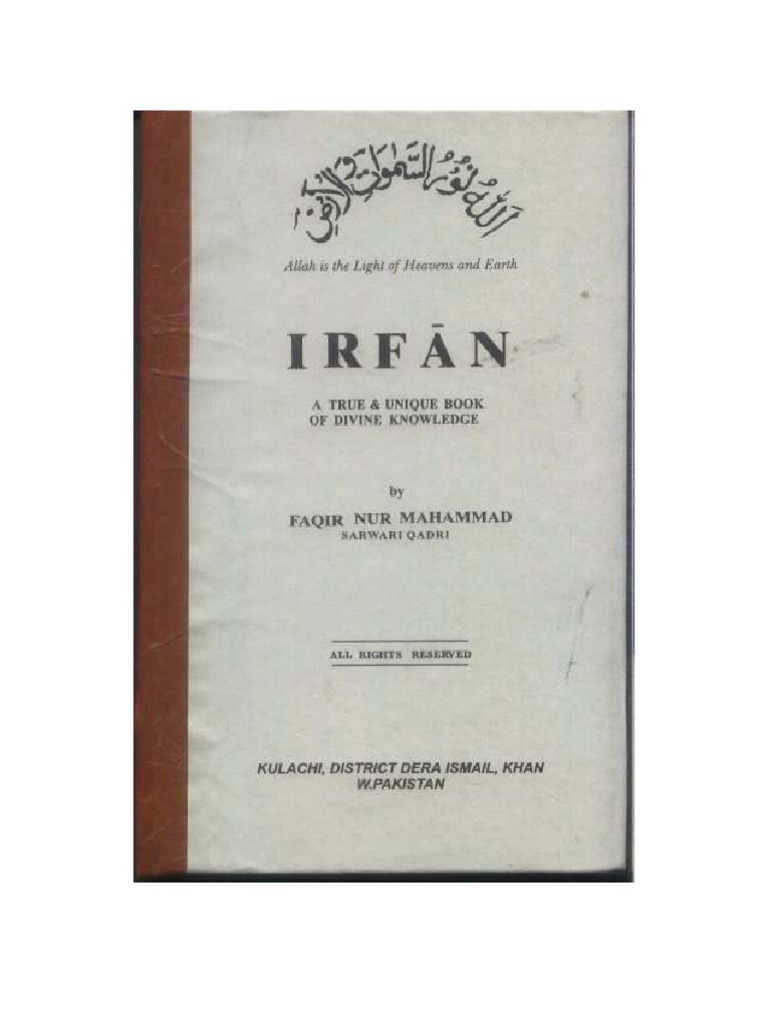 الله نور السموات والارض
Allah is the Light of Heavens and Earth
IRFĀN
A TRUE & UNIQUE BOOK
OF DIVINE KNOWLEDGE
by
FAQIR NUR MAHAMMAD
SARWARI QADRI
ALL RIGHTS RESERVED
KULACHI, DISTRICT DERA ISMAIL, KHAN
W.PAKISTAN